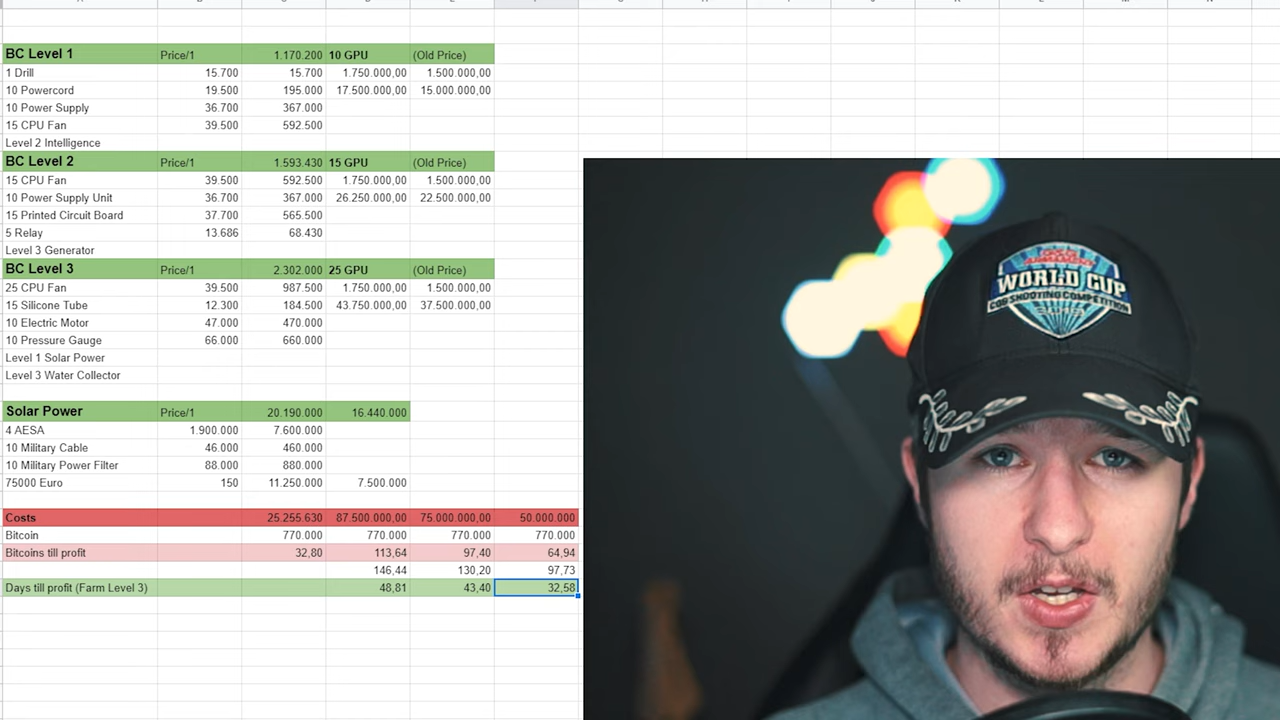 BC Level 1 Price/1 1.170.200 10 GPU (Old Price)
1 Drill 15.700 15.700 1.750.000,00 1.500.000,00
10 Powercord 19.500 195.000 17.500.000,00 15.000.000,00
10 Power Supply 36.700 367.000
15 CPU Fan 39.500 592.500
Level 2 Intelligence
BC Level 2 Price/1 1.593.430 15 GPU (Old Price)
15 CPU Fan 39.500 592.500 1.750.000,00 1.500.000,00
10 Power Supply Unit 36.700 367.000 26.250.000,00 22.500.000,00
15 Printed Circuit Board 37.700 565.500
5 Relay 13.686 68.430
Level 3 Generator
BC Level 3 Price/1 2.302.000 25 GPU (Old Price)
25 CPU Fan 39.500 987.500 1.750.000,00 1.500.000,00
15 Silicone Tube 12.300 184.500 43.750.000,00 37.500.000,00
10 Electric Motor 47.000 470.000
10 Pressure Gauge 66.000 660.000
Level 1 Solar Power
Level 3 Water Collector
Solar Power Price/1 20.190.000 16.440.000
4 AESA 1.900.000 7.600.000
10 Military Cable 46.000 460.000
10 Military Power Filter 88.000 880.000
75000 Euro 150 11.250.000 7.500.000
Costs 25.255.630 87.500.000,00 75.000.000,00 50.000.000
Bitcoin 770.000 770.000 770.000 770.000
Bitcoins till profit 32,80 113,64 97,40 64,94
146,44 130,20 97,73
Days till profit (Farm Level 3) 48,81 43,40 32,58
WORLD CUP
COB SHOOTING COMPETITION